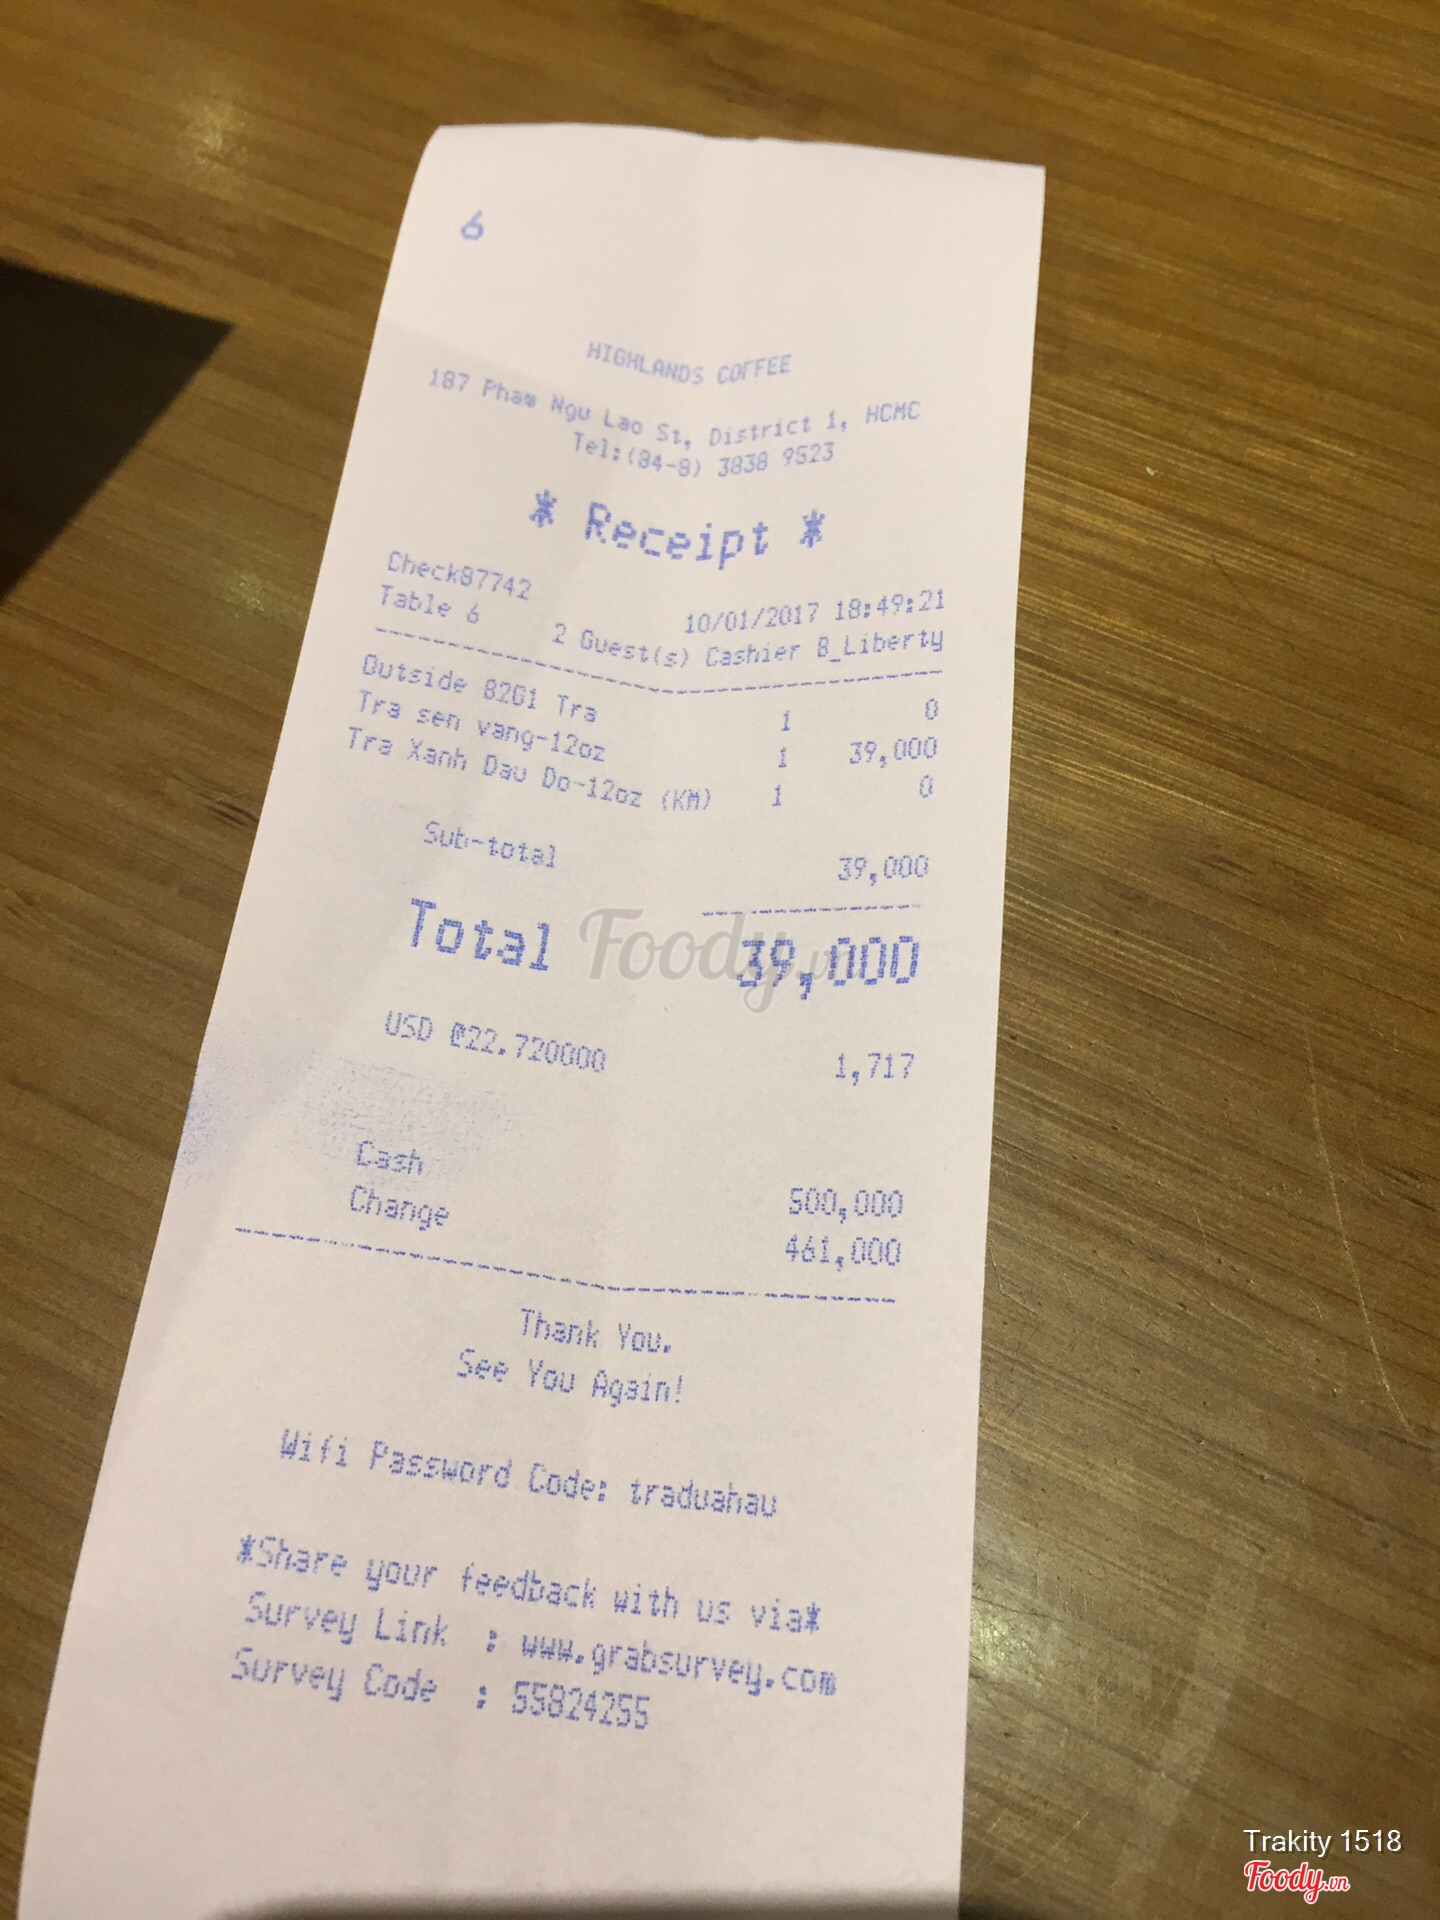 6
HIGHLANDS COFFEE
187 Pham Ngu Lao St, District 1, HCMC
Tel:(84-8) 3838 9523
* Receipt *
Check87742 10/01/2017 18:49:21
Table 6 2 Guest(s) Cashier B_Liberty
Outside B2G1 Tra 1 0
Tra sen vang-12oz 1 39,000
Tra Xanh Dau Do-12oz (KM) 1 0
Sub-total 39,000
Total 39,000
Foody.vn
USD @22.720000 1,717
Cash 500,000
Change 461,000
Thank You.
See You Again!
Wifi Password Code: traduahau
*Share your feedback with us via*
Survey Link : www.grabsurvey.com
Survey Code : 55824255
Trakity 1518
Foody.vn